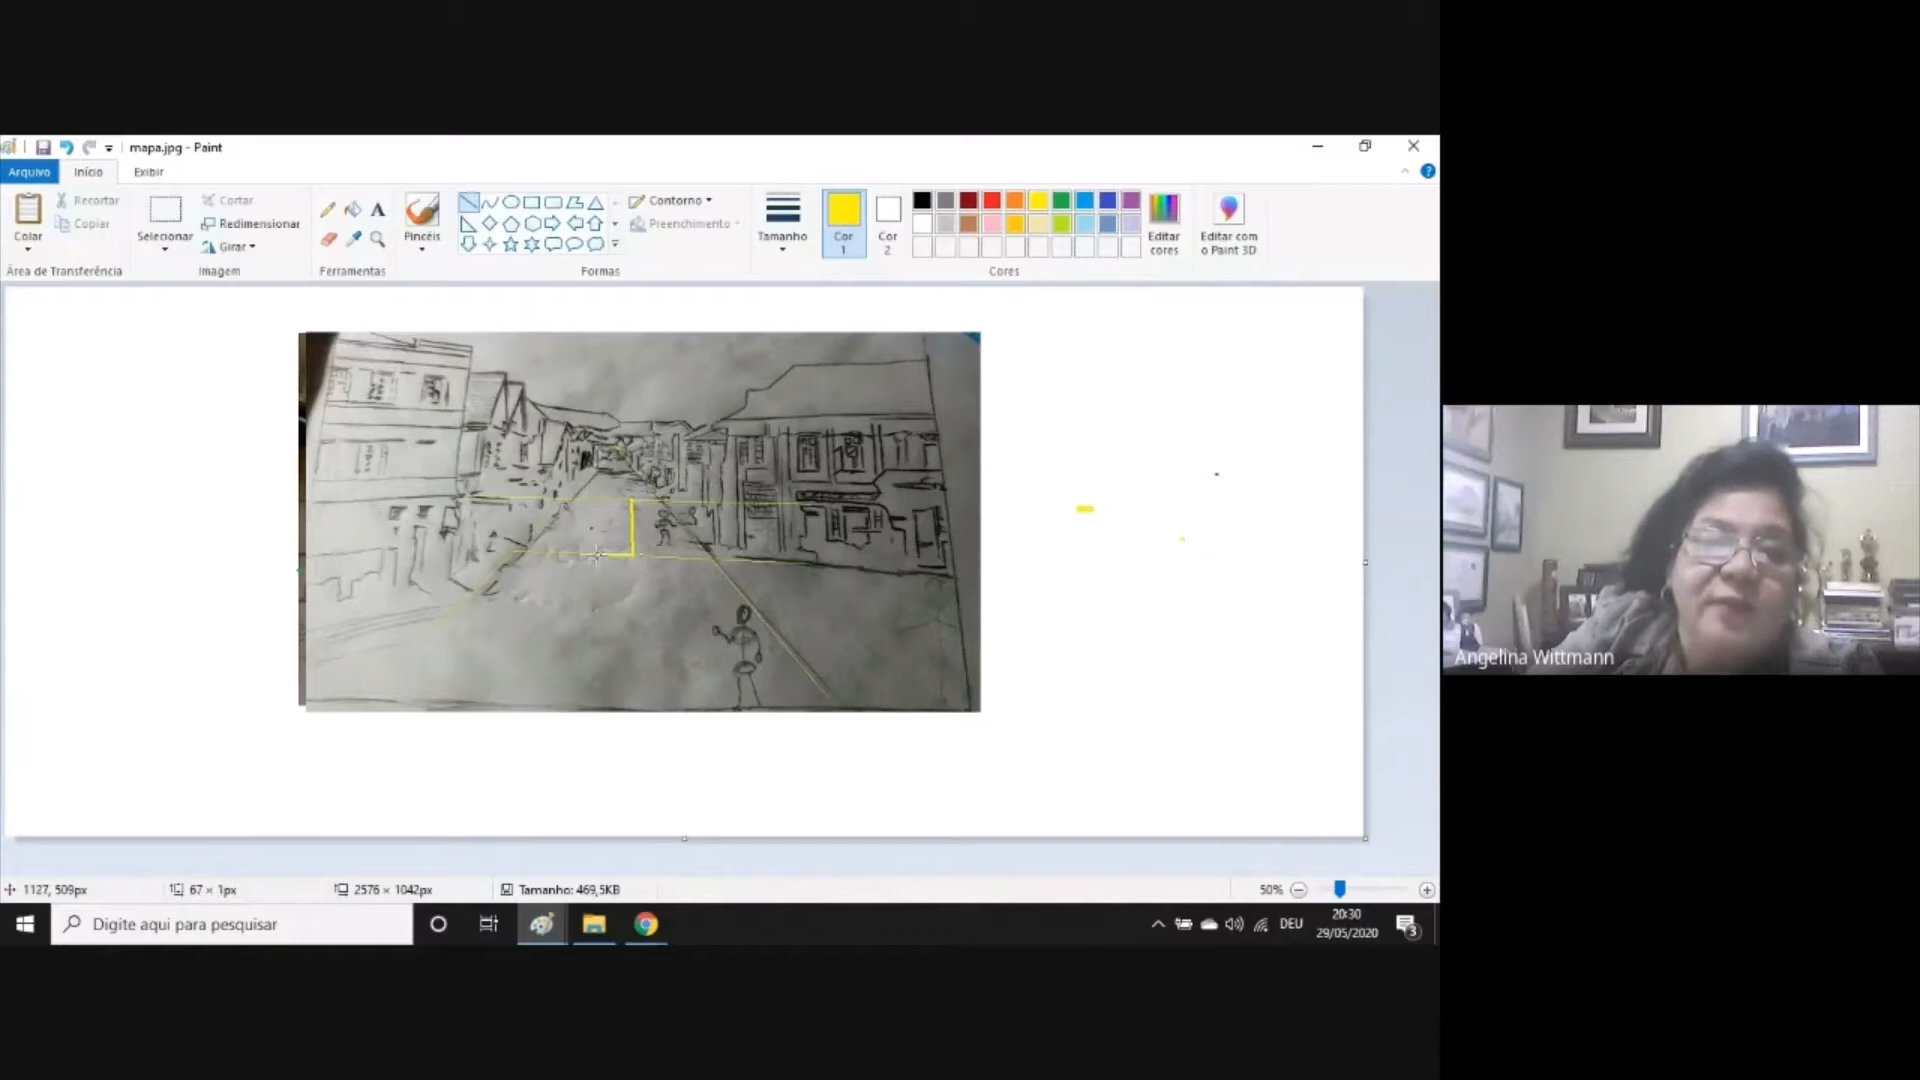 mapa.jpg - Paint
Arquivo Início Exibir
Colar
Recortar
Copiar
Área de Transferência
Selecionar
Cortar
Redimensionar
Girar
Imagem
A
Ferramentas
Pincéis
Contorno
Preenchimento
Formas
Tamanho
Cor
1
Cor
2
Cores
Editar
cores
Editar com
o Paint 3D
Angelina Wittmann
1127, 509px 67 × 1px 2576 × 1042px Tamanho: 469,5KB 50%
Digite aqui para pesquisar
DEU
20:30
29/05/2020
3